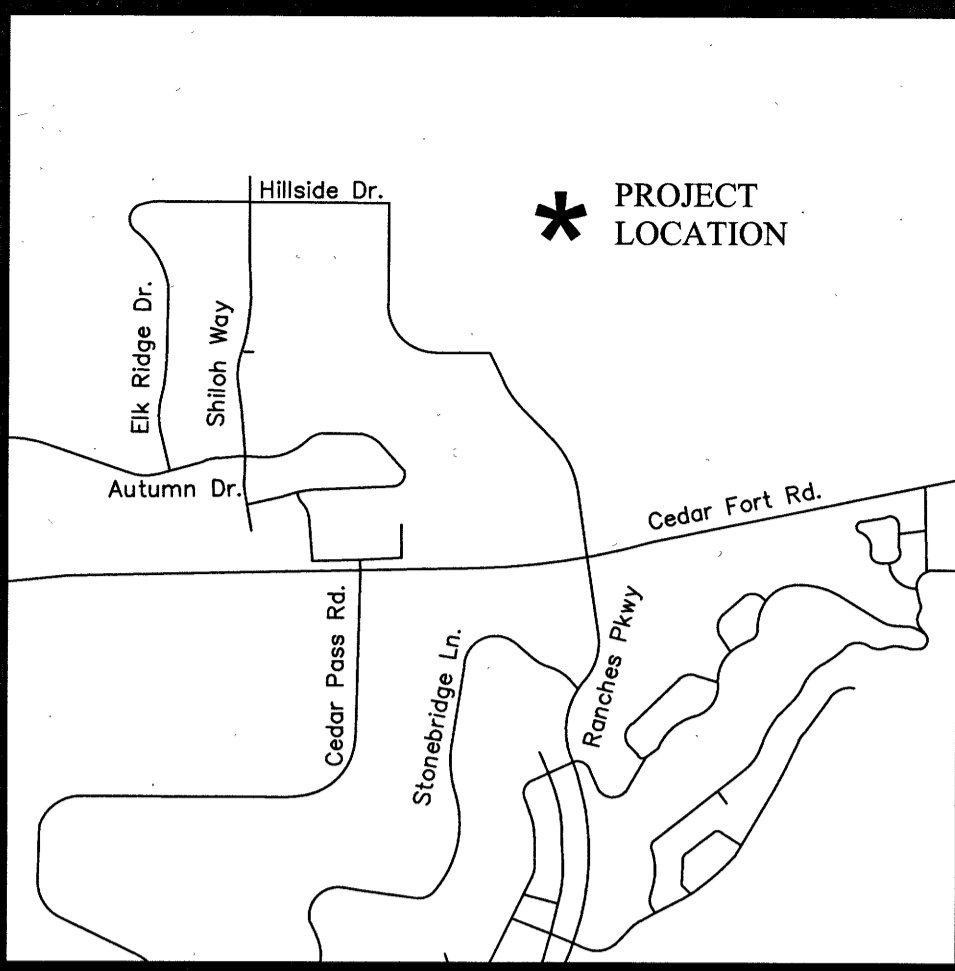 Hillside Dr.
PROJECT
LOCATION
Elk Ridge Dr.
Shiloh Way
Autumn Dr.
Cedar Fort Rd.
Cedar Pass Rd.
Stonebridge Ln.
Ranches Pkwy